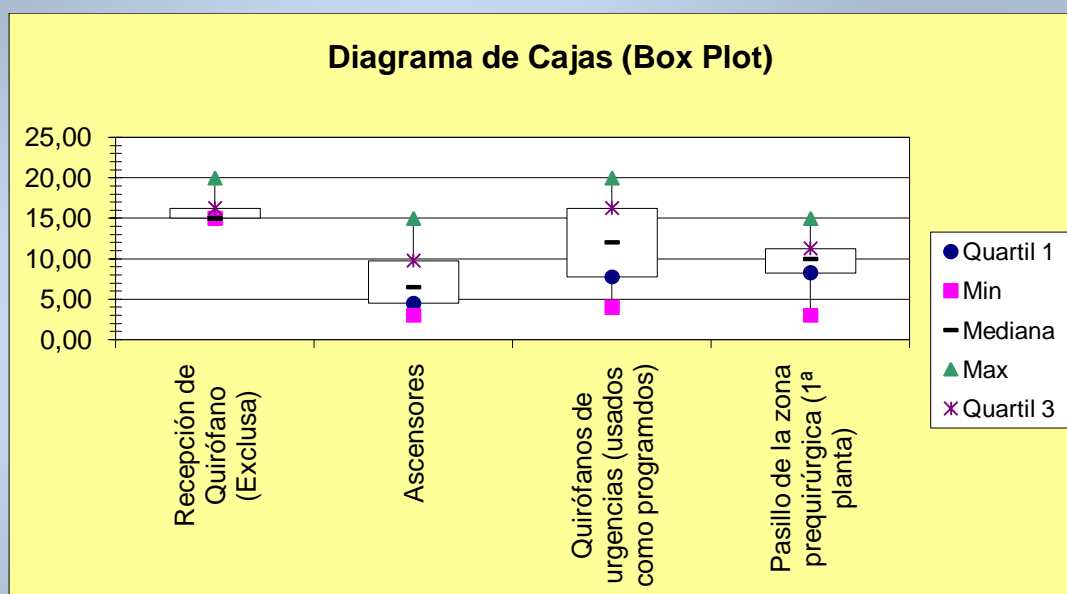 Diagrama de Cajas (Box Plot)
25,00
20,00
15,00
10,00
5,00
0,00
Recepción de
Quirófano
(Exclusa)
Ascensores
Quirófanos de
urgencias (usados
como programdos)
Pasillo de la zona
prequirúrgica (1ª
planta)
Quartil 1
Min
Mediana
Max
Quartil 3